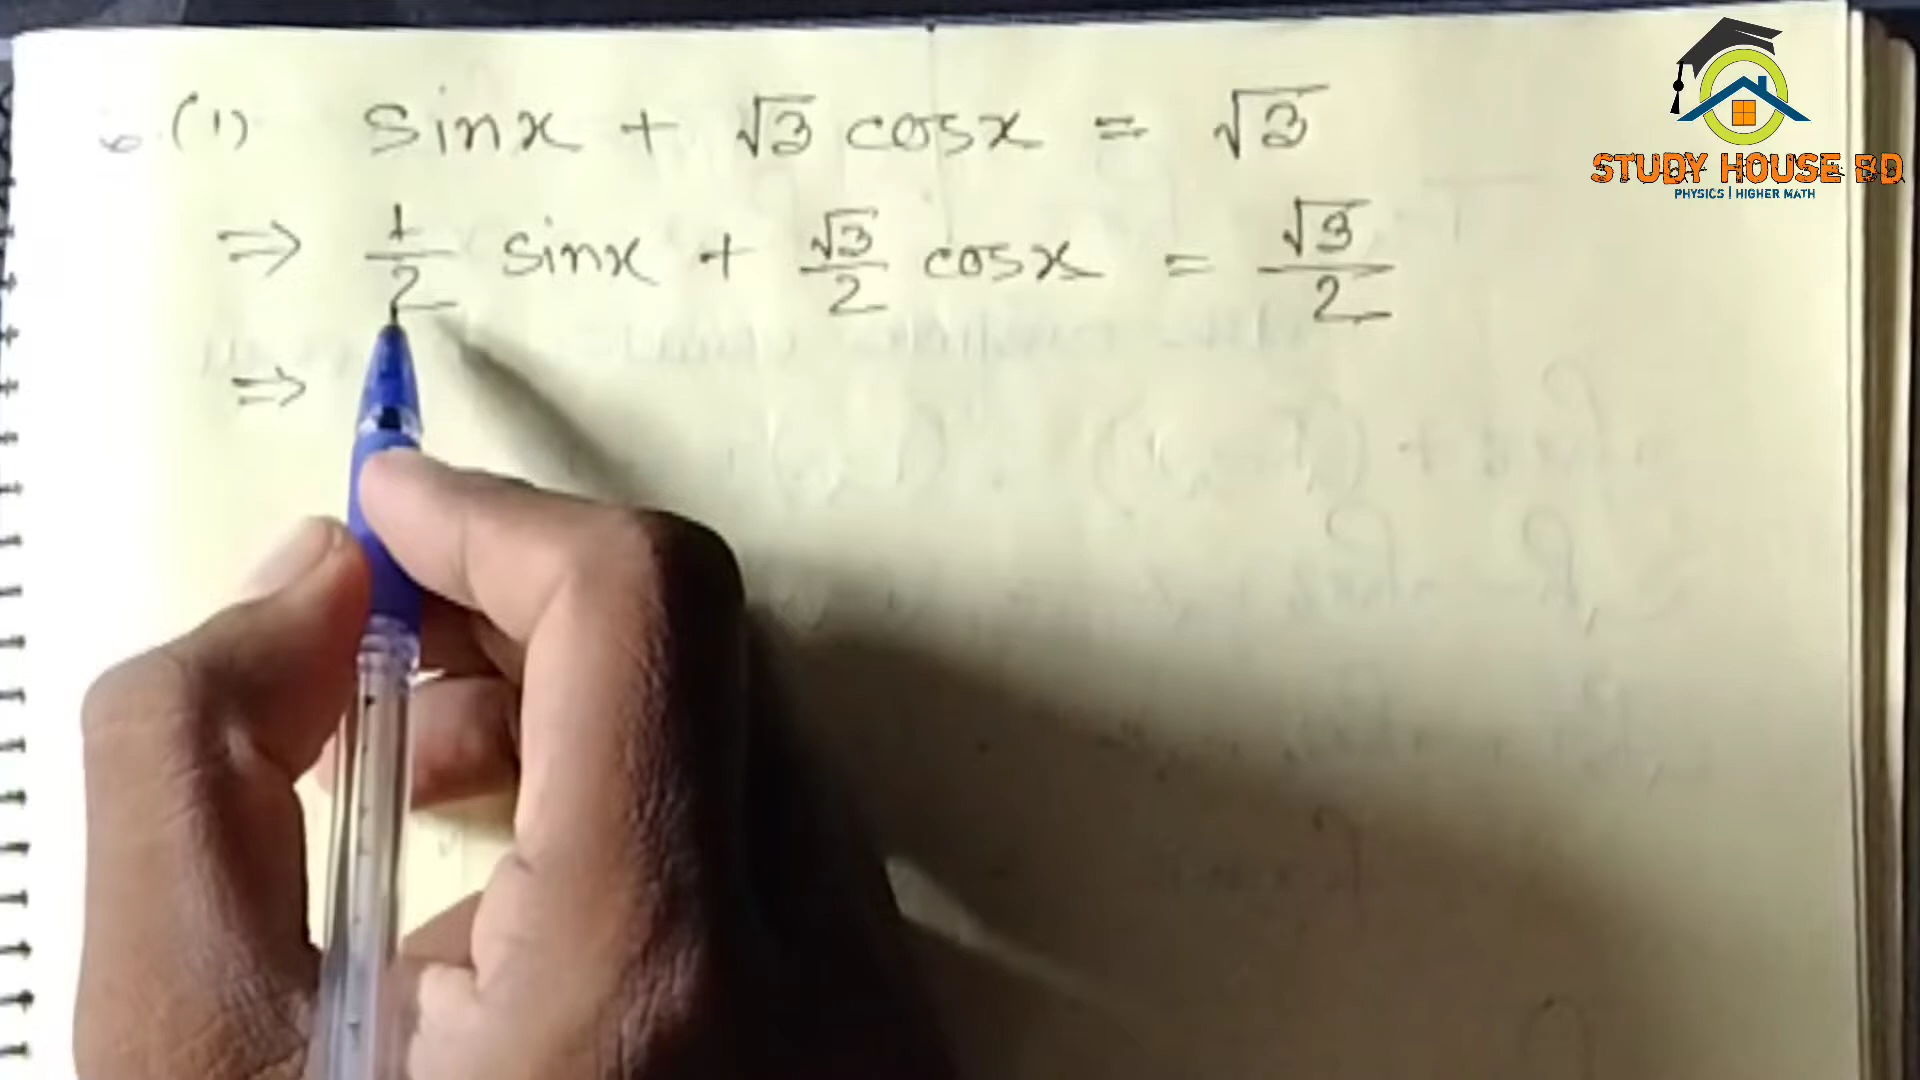 6. (1) sinx + √3 cosx = √3
⇒ 1/2 sinx + √3/2 cosx = √3/2
⇒
STUDY HOUSE BD
PHYSICS | HIGHER MATH